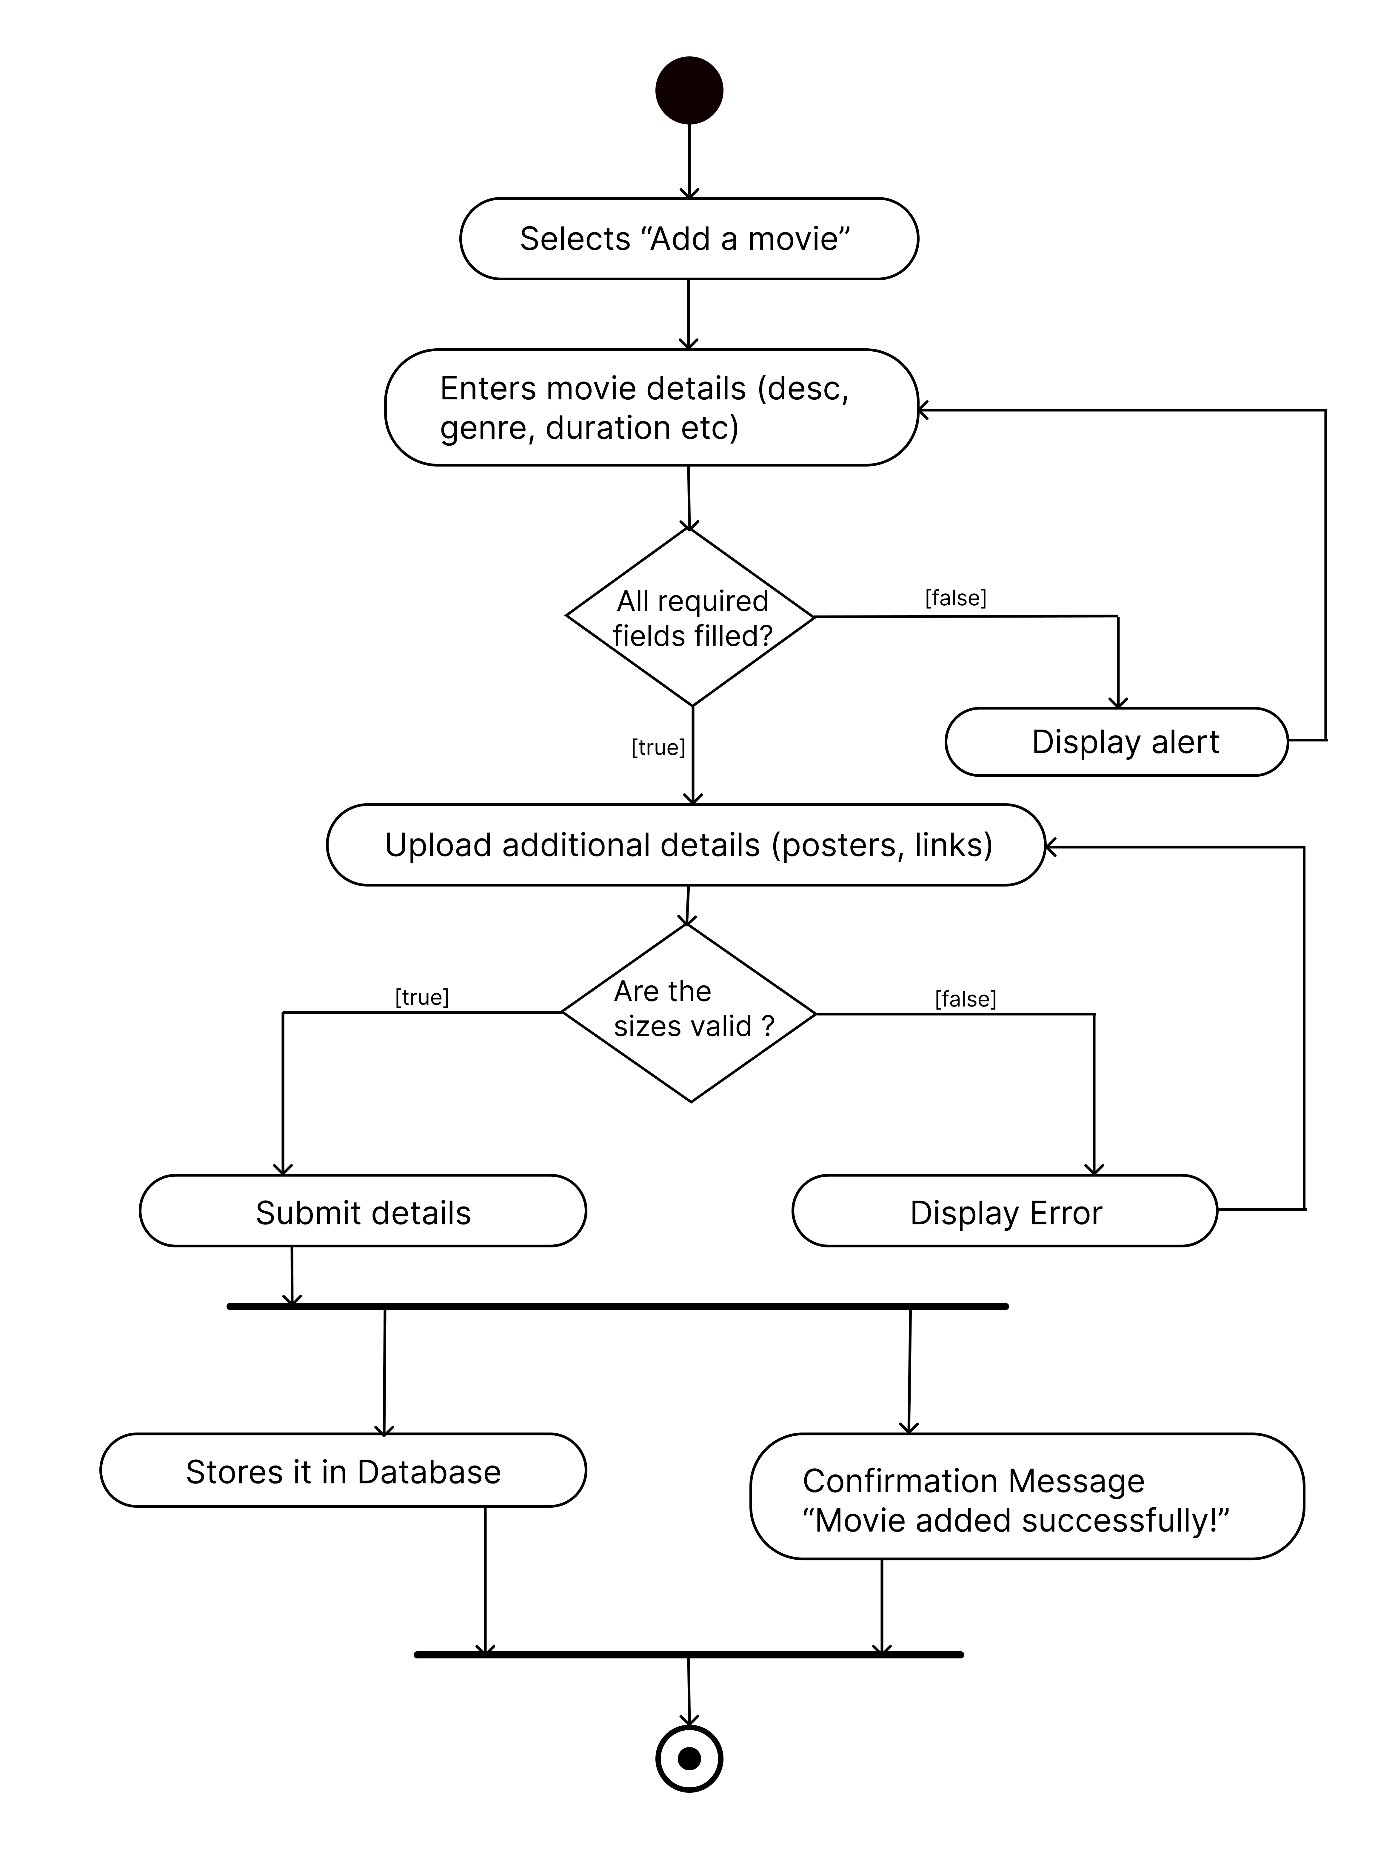 Selects “Add a movie”
Enters movie details (desc,
genre, duration etc)
All required
fields filled?
[false]
Display alert
[true]
Upload additional details (posters, links)
Are the
sizes valid ?
[true]
[false]
Submit details
Display Error
Stores it in Database
Confirmation Message
“Movie added successfully!”